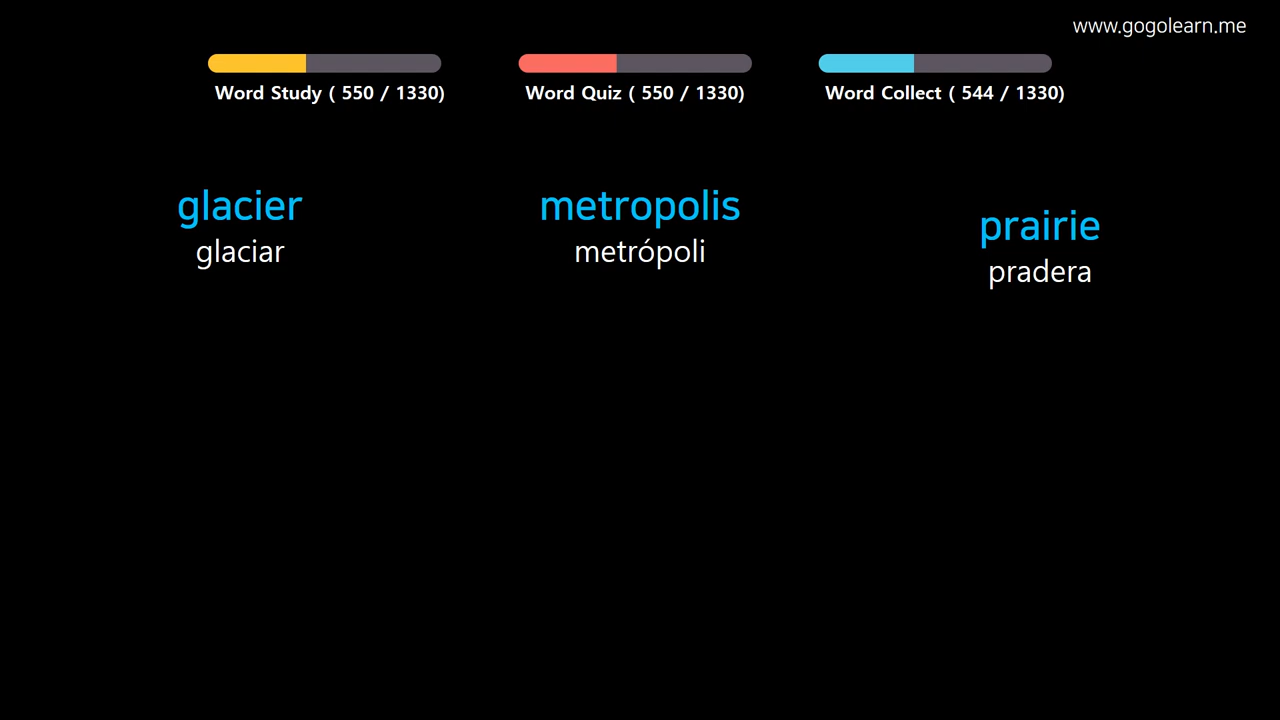 www.gogolearn.me
Word Study ( 550 / 1330)
Word Quiz ( 550 / 1330)
Word Collect ( 544 / 1330)
glacier
glaciar
metropolis
metrópoli
prairie
pradera